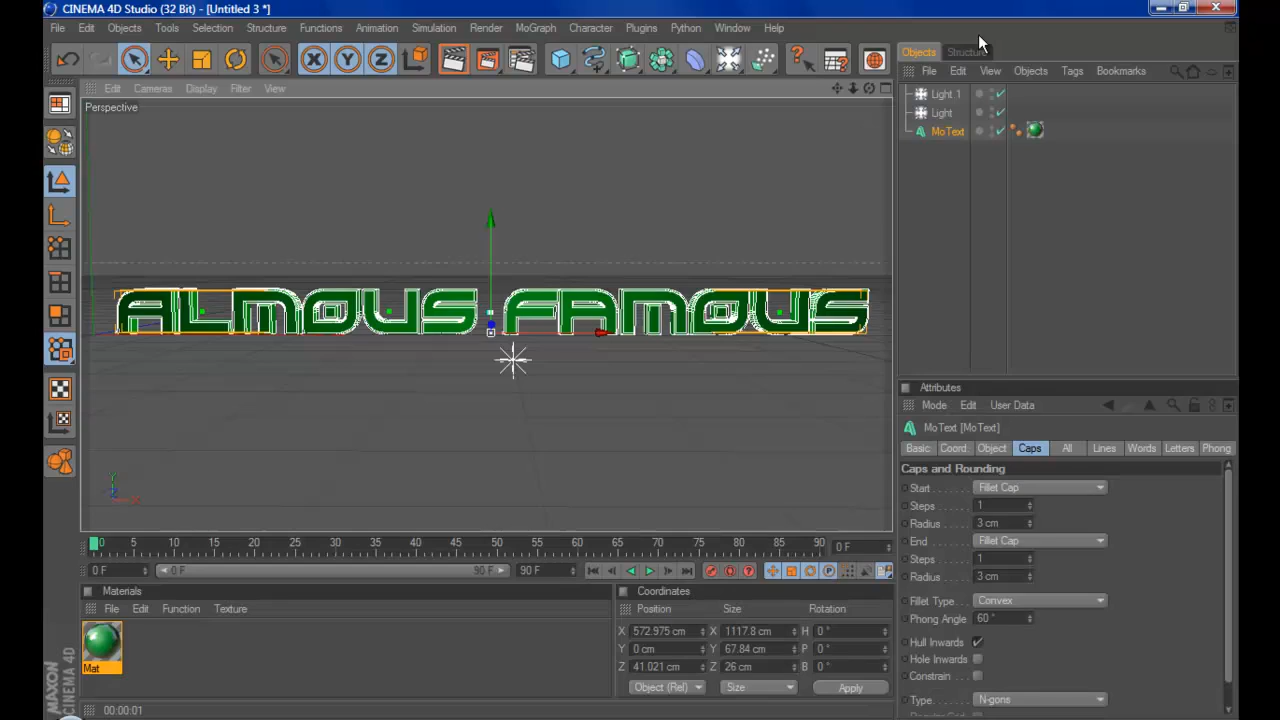 CINEMA 4D Studio (32 Bit) - [Untitled 3 *]
File Edit Objects Tools Selection Structure Functions Animation Simulation Render MoGraph Character Plugins Python Window Help
Objects Structure
File Edit View Objects Tags Bookmarks
Light 1
Light
MoText
Edit Cameras Display Filter View
Perspective
ALMOUS FAMOUS
Y
X
Z
Attributes
Mode Edit User Data
MoText [MoText]
Basic Coord. Object Caps All Lines Words Letters Phong
Caps and Rounding
Start Fillet Cap
Steps 1
Radius 3 cm
End Fillet Cap
Steps 1
Radius 3 cm
Fillet Type Convex
Phong Angle 60 °
Hull Inwards
Hole Inwards
Constrain
Type N-gons
0 5 10 15 20 25 30 35 40 45 50 55 60 65 70 75 80 85 90 0 F
0 F 0 F 90 F 90 F
Materials
File Edit Function Texture
Mat
Coordinates
Position Size Rotation
X 572.975 cm X 1117.8 cm H 0 °
Y 0 cm Y 67.84 cm P 0 °
Z 41.021 cm Z 26 cm B 0 °
Object (Rel) Size Apply
MAXON
CINEMA 4D
00:00:01